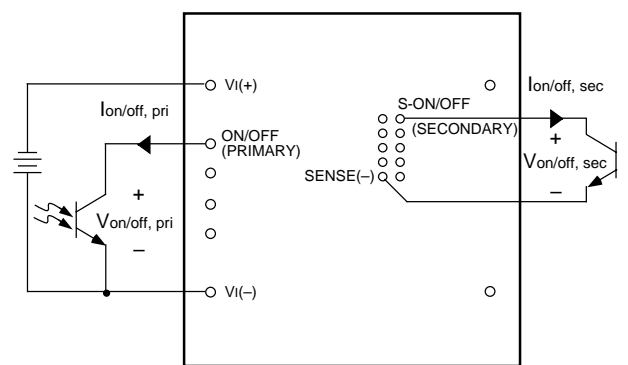 VI(+)
Ion/off, pri
ON/OFF
(PRIMARY)
+
Von/off, pri
–
VI(–)
S-ON/OFF
(SECONDARY)
SENSE(–)
Ion/off, sec
+
Von/off, sec
–